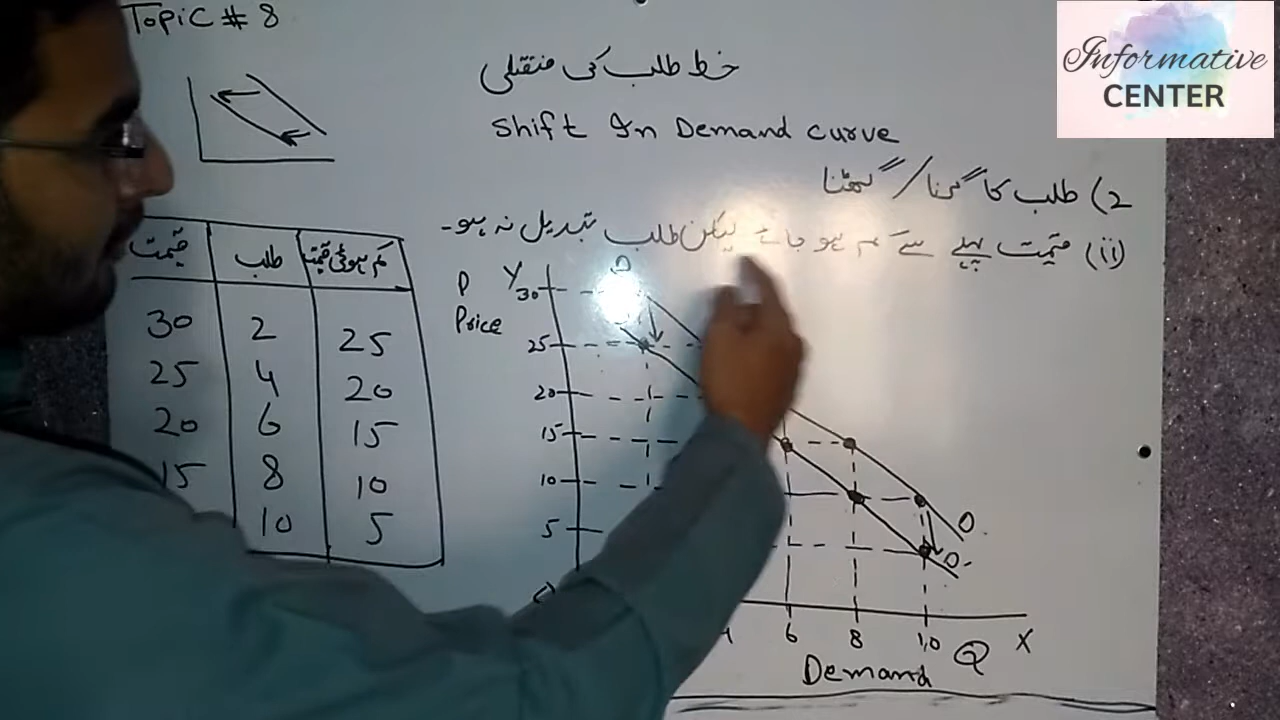 Topic # 8
Informative
CENTER
خط طلب کی منتقلی
Shift In Demand Curve
2) طلب کا گرنا / گھٹنا
(ii) قیمت پہلے سے کم ہو جائے لیکن طلب تبدیل نہ ہو۔
قیمت طلب کم ہوئی قیمت
30 2 25
25 4 20
20 6 15
15 8 10
10 5
P Y D
Price
30
25
20
15
10
5
D
D
4 6 8 10 Q X
Demand